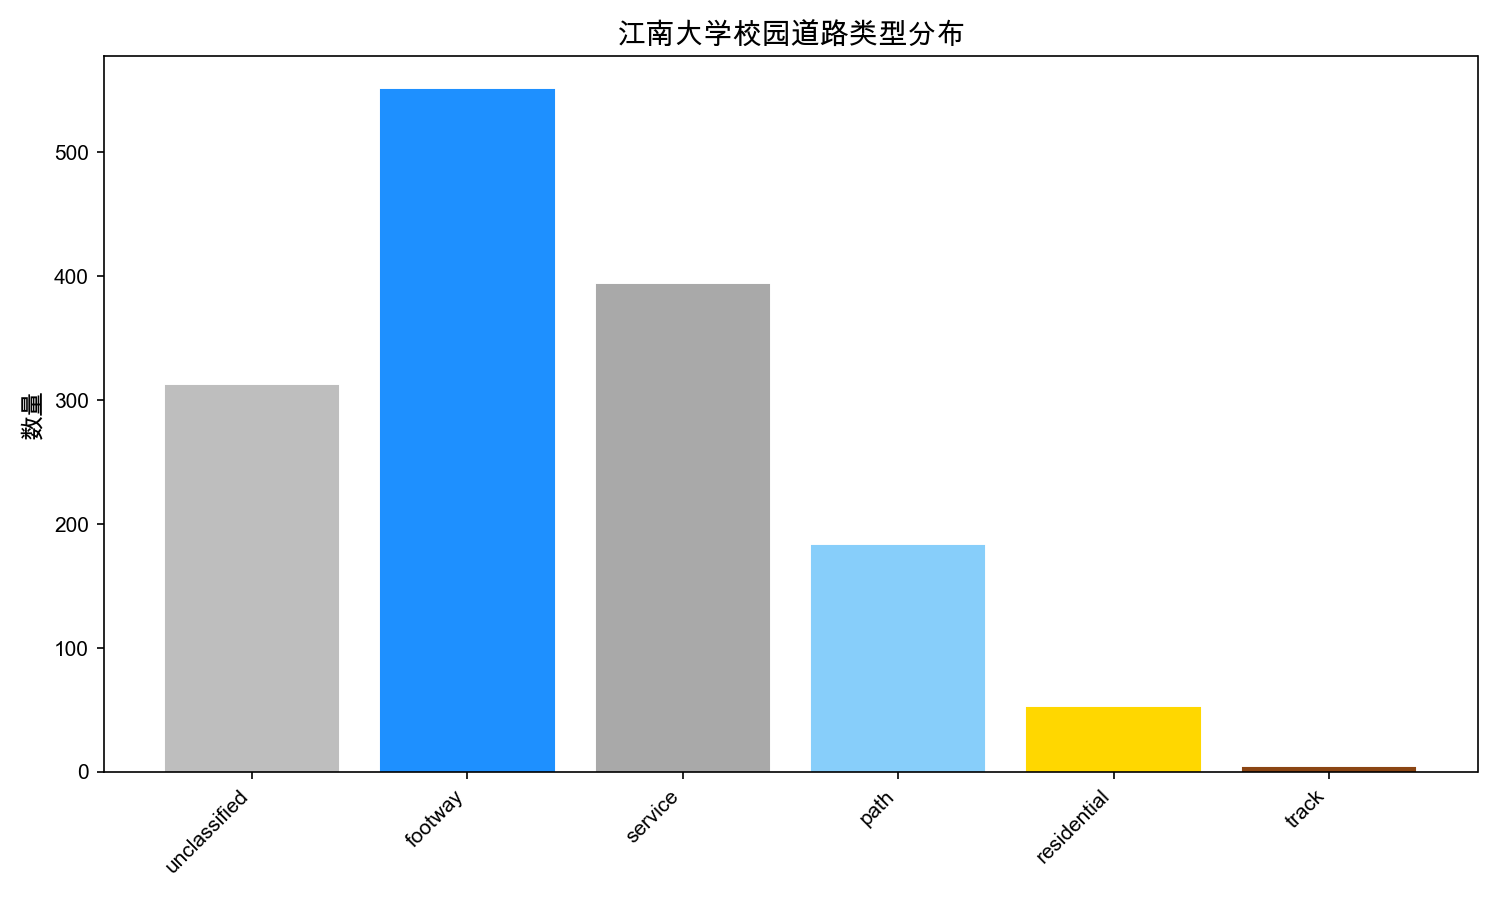 江南大学校园道路类型分布
数量
500
400
300
200
100
0
unclassified
footway
service
path
residential
track